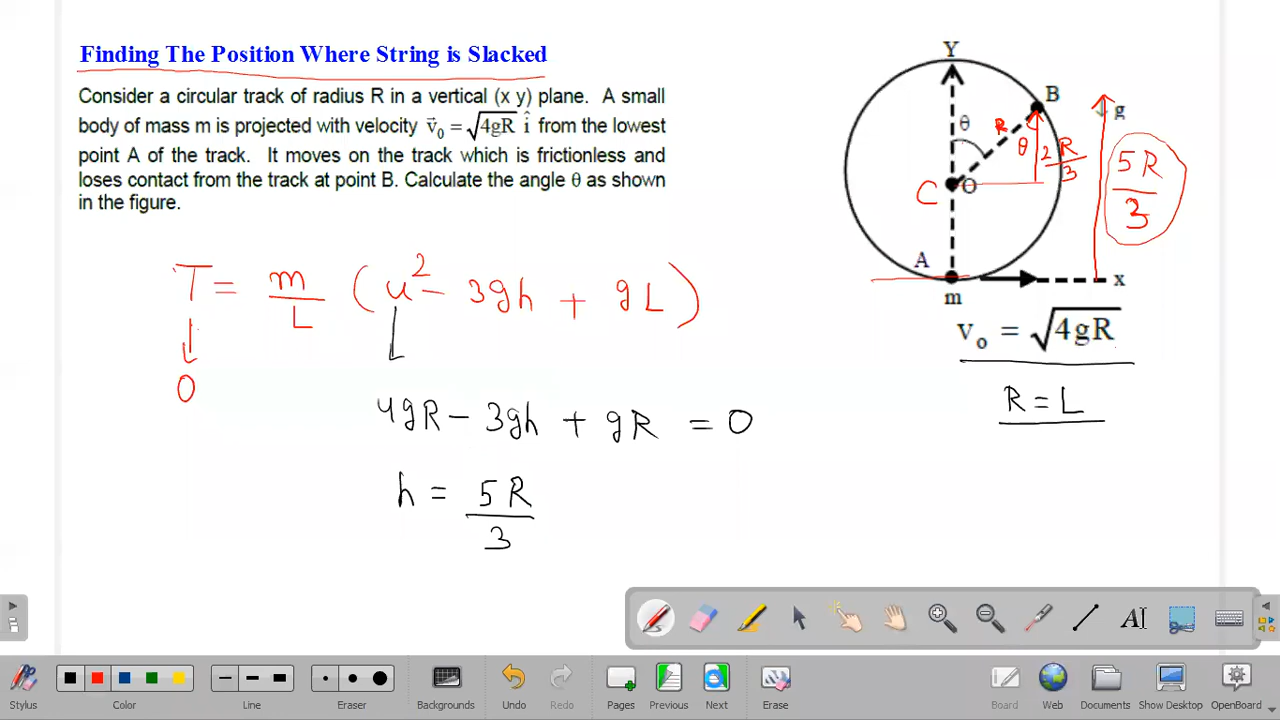 Finding The Position Where String is Slacked
Consider a circular track of radius R in a vertical (x y) plane. A small
body of mass m is projected with velocity v⃗₀ = √4gR î from the lowest
point A of the track. It moves on the track which is frictionless and
loses contact from the track at point B. Calculate the angle θ as shown
in the figure.
Y
B
g
θ
R
θ
2R/3
5R/3
C
O
A
m
x
v₀ = √4gR
R = L
T = m/L (u² - 3gh + gL)
0
4gR - 3gh + gR = 0
h = 5R/3
Stylus
Color
Line
Eraser
Backgrounds
Undo
Redo
Pages
Previous
Next
Erase
Board
Web
Documents
Show Desktop
OpenBoard